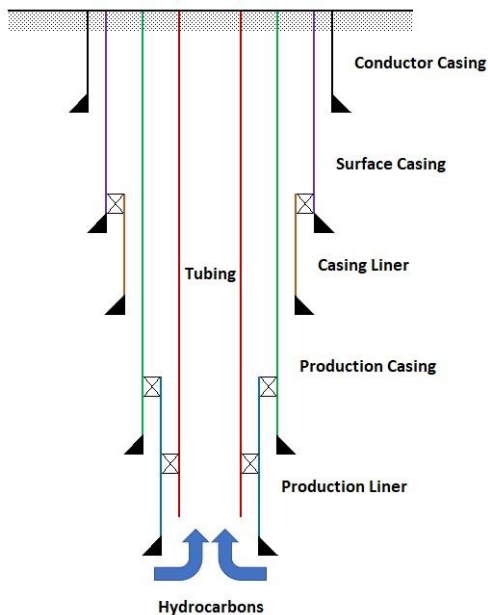 Conductor Casing
Surface Casing
Casing Liner
Tubing
Production Casing
Production Liner
Hydrocarbons